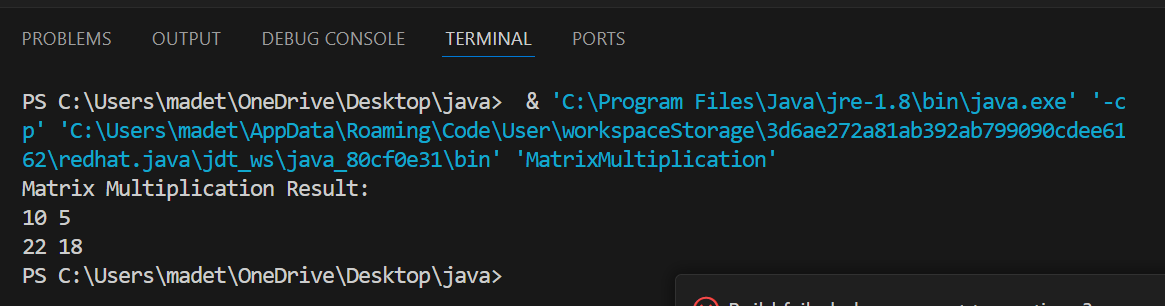 PROBLEMS OUTPUT DEBUG CONSOLE TERMINAL PORTS
PS C:\Users\madet\OneDrive\Desktop\java>  & 'C:\Program Files\Java\jre-1.8\bin\java.exe' '-c
p' 'C:\Users\madet\AppData\Roaming\Code\User\workspaceStorage\3d6ae272a81ab392ab799090cdee61
62\redhat.java\jdt_ws\java_80cf0e31\bin' 'MatrixMultiplication'
Matrix Multiplication Result:
10 5
22 18
PS C:\Users\madet\OneDrive\Desktop\java>